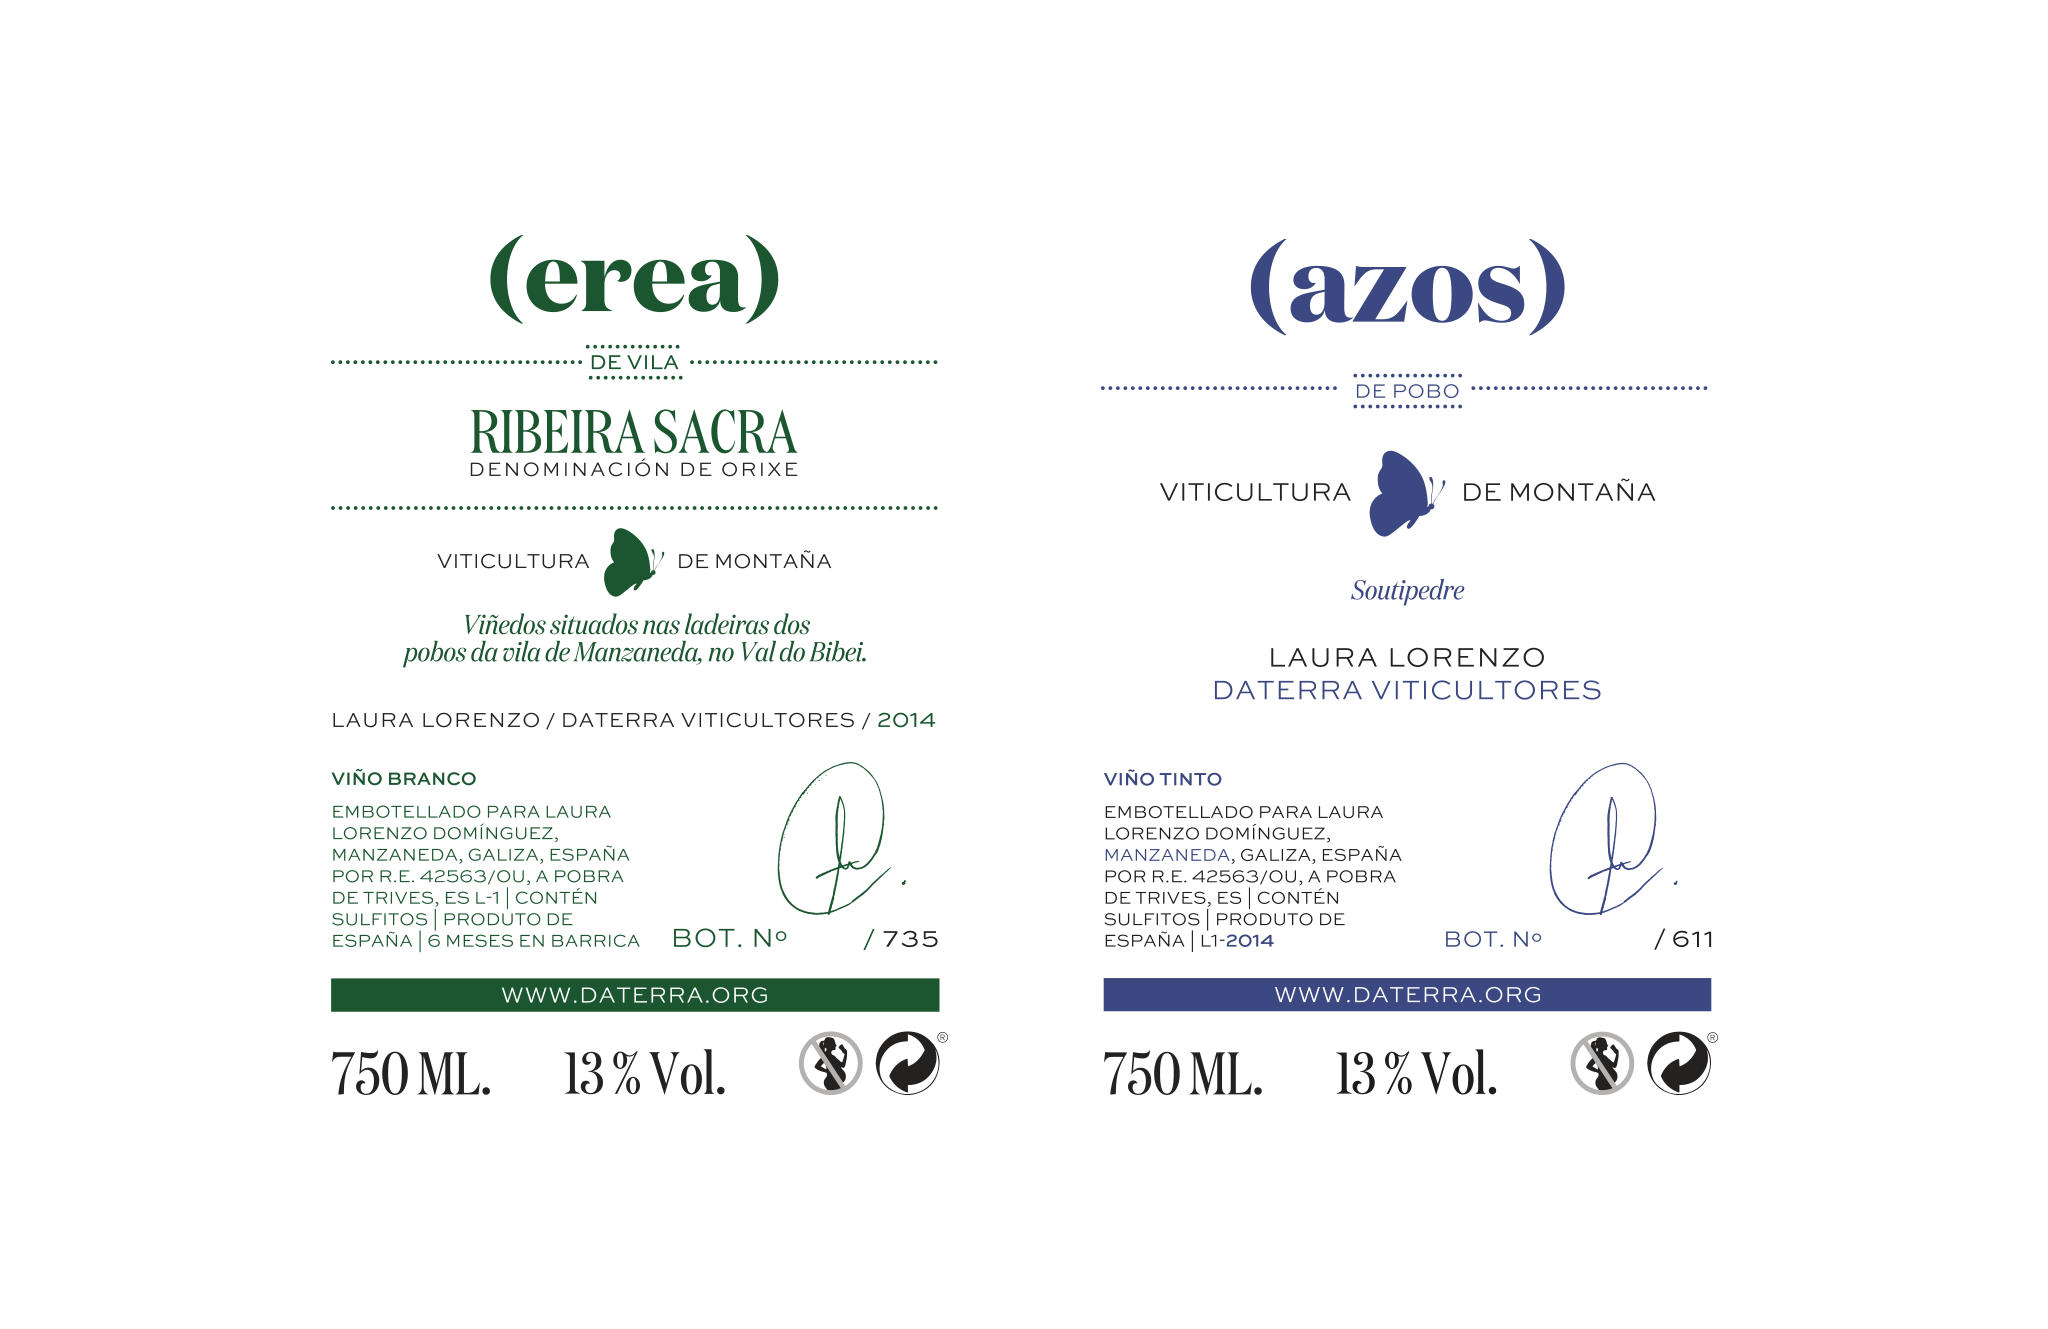 (erea)
DE VILA
RIBEIRA SACRA
DENOMINACIÓN DE ORIXE
VITICULTURA DE MONTAÑA
Viñedos situados nas ladeiras dos
pobos da vila de Manzaneda, no Val do Bibei.
LAURA LORENZO / DATERRA VITICULTORES / 2014
VIÑO BRANCO
EMBOTELLADO PARA LAURA
LORENZO DOMÍNGUEZ,
MANZANEDA, GALIZA, ESPAÑA
POR R.E. 42563/OU, A POBRA
DE TRIVES, ES L-1 | CONTÉN
SULFITOS | PRODUTO DE
ESPAÑA | 6 MESES EN BARRICA
BOT. Nº / 735
WWW.DATERRA.ORG
750 ML. 13 % Vol. ®
(azos)
DE POBO
VITICULTURA DE MONTAÑA
Soutipedre
LAURA LORENZO
DATERRA VITICULTORES
VIÑO TINTO
EMBOTELLADO PARA LAURA
LORENZO DOMÍNGUEZ,
MANZANEDA, GALIZA, ESPAÑA
POR R.E. 42563/OU, A POBRA
DE TRIVES, ES | CONTÉN
SULFITOS | PRODUTO DE
ESPAÑA | L1-2014
BOT. Nº / 611
WWW.DATERRA.ORG
750 ML. 13 % Vol. ®